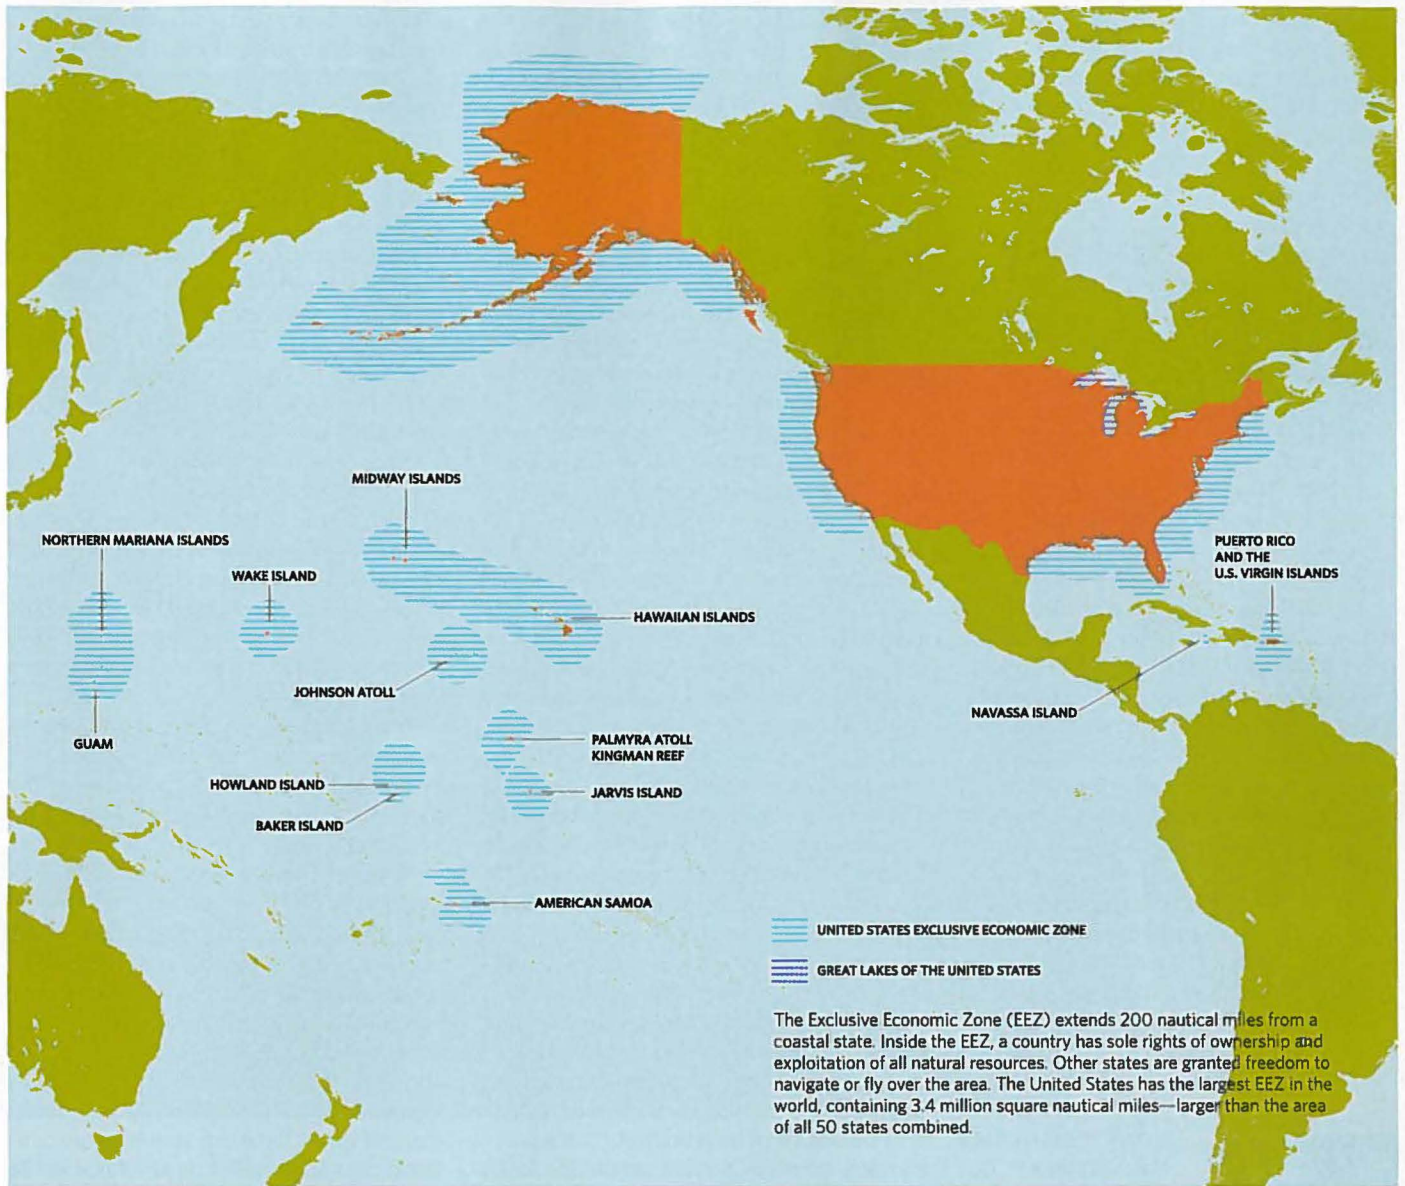 MIDWAY ISLANDS
NORTHERN MARIANA ISLANDS
WAKE ISLAND
PUERTO RICO
AND THE
U.S. VIRGIN ISLANDS
HAWAIIAN ISLANDS
JOHNSON ATOLL
NAVASSA ISLAND
GUAM
PALMYRA ATOLL
KINGMAN REEF
HOWLAND ISLAND
JARVIS ISLAND
BAKER ISLAND
AMERICAN SAMOA
UNITED STATES EXCLUSIVE ECONOMIC ZONE
GREAT LAKES OF THE UNITED STATES
The Exclusive Economic Zone (EEZ) extends 200 nautical miles from a
coastal state. Inside the EEZ, a country has sole rights of ownership and
exploitation of all natural resources. Other states are granted freedom to
navigate or fly over the area. The United States has the largest EEZ in the
world, containing 3.4 million square nautical miles—larger than the area
of all 50 states combined.